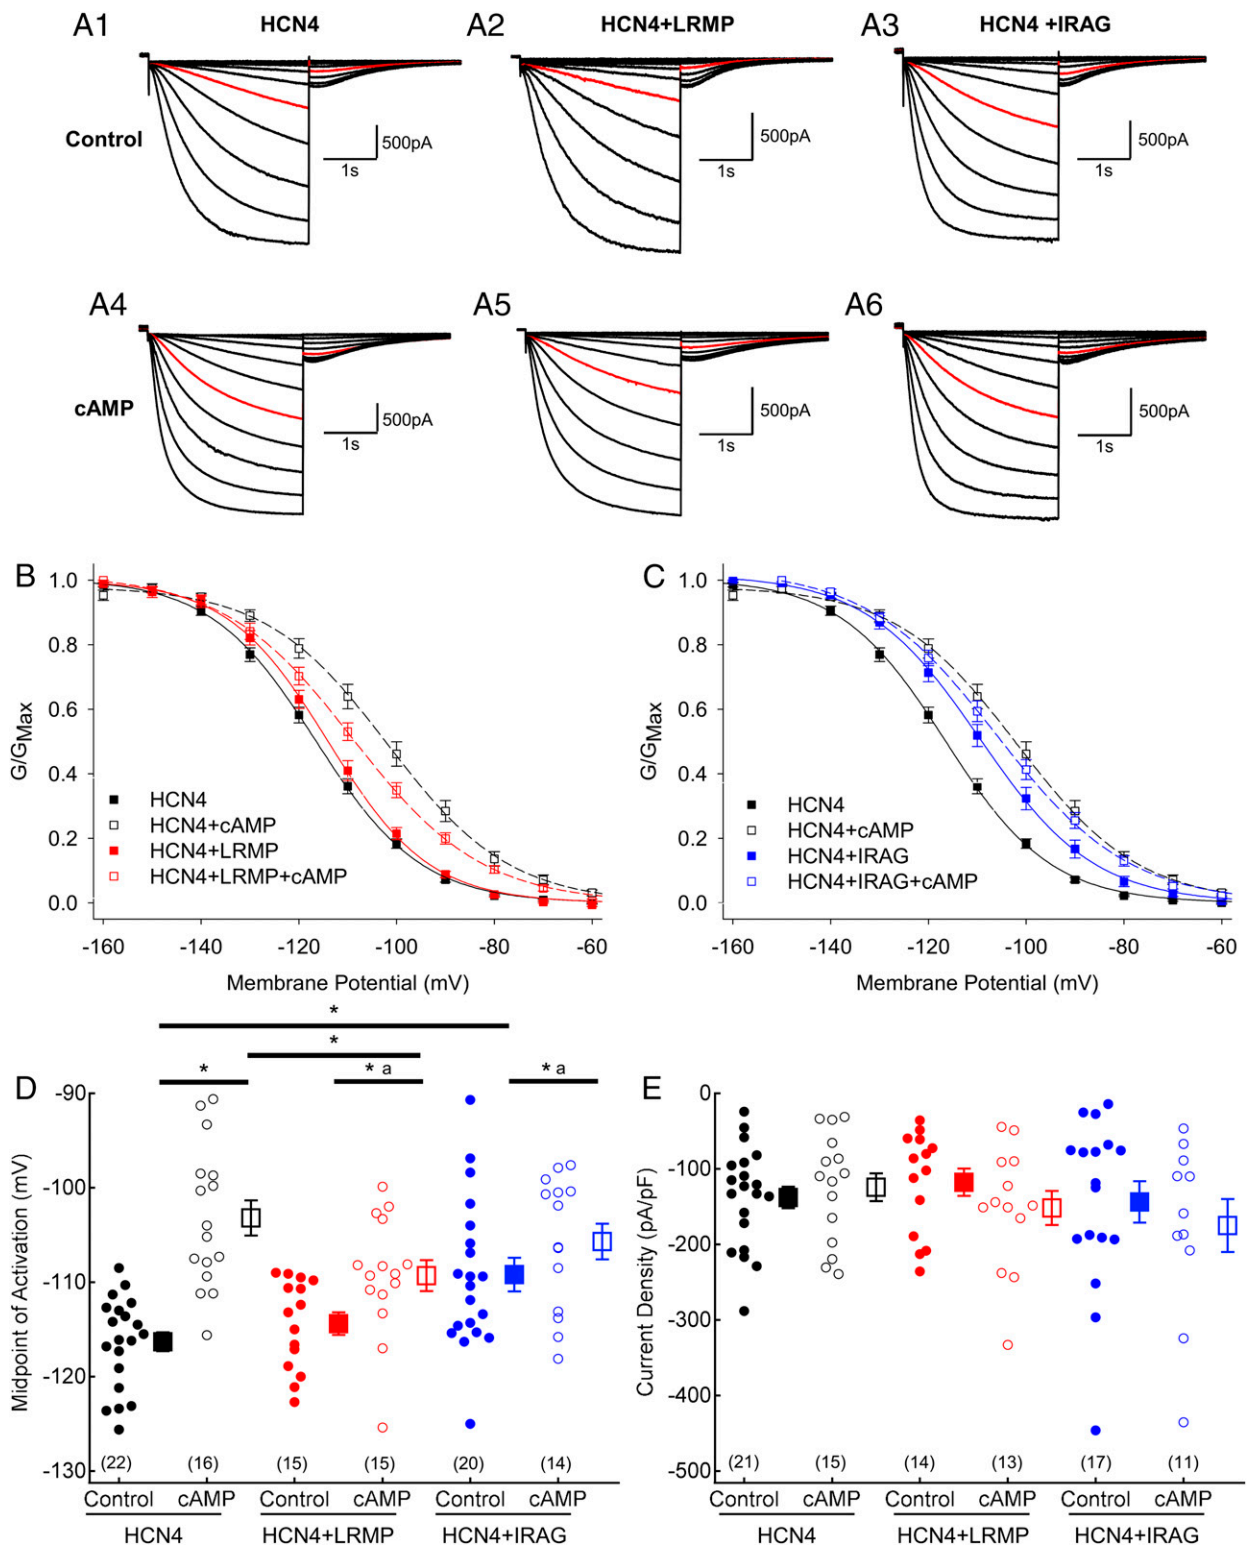 A1
HCN4
A2
HCN4+LRMP
A3
HCN4 +IRAG
Control
500pA
1s
500pA
1s
500pA
1s
A4
A5
A6
cAMP
500pA
1s
500pA
1s
500pA
1s
B
1.0
0.8
0.6
0.4
0.2
0.0
G/GMax
HCN4
HCN4+cAMP
HCN4+LRMP
HCN4+LRMP+cAMP
-160
-140
-120
-100
-80
-60
Membrane Potential (mV)
C
1.0
0.8
0.6
0.4
0.2
0.0
G/GMax
HCN4
HCN4+cAMP
HCN4+IRAG
HCN4+IRAG+cAMP
-160
-140
-120
-100
-80
-60
Membrane Potential (mV)
D
*
*
*
* a
* a
-90
-100
-110
-120
-130
Midpoint of Activation (mV)
(22)
(16)
(15)
(15)
(20)
(14)
Control
cAMP
Control
cAMP
Control
cAMP
HCN4
HCN4+LRMP
HCN4+IRAG
E
0
-100
-200
-300
-400
-500
Current Density (pA/pF)
(21)
(15)
(14)
(13)
(17)
(11)
Control
cAMP
Control
cAMP
Control
cAMP
HCN4
HCN4+LRMP
HCN4+IRAG